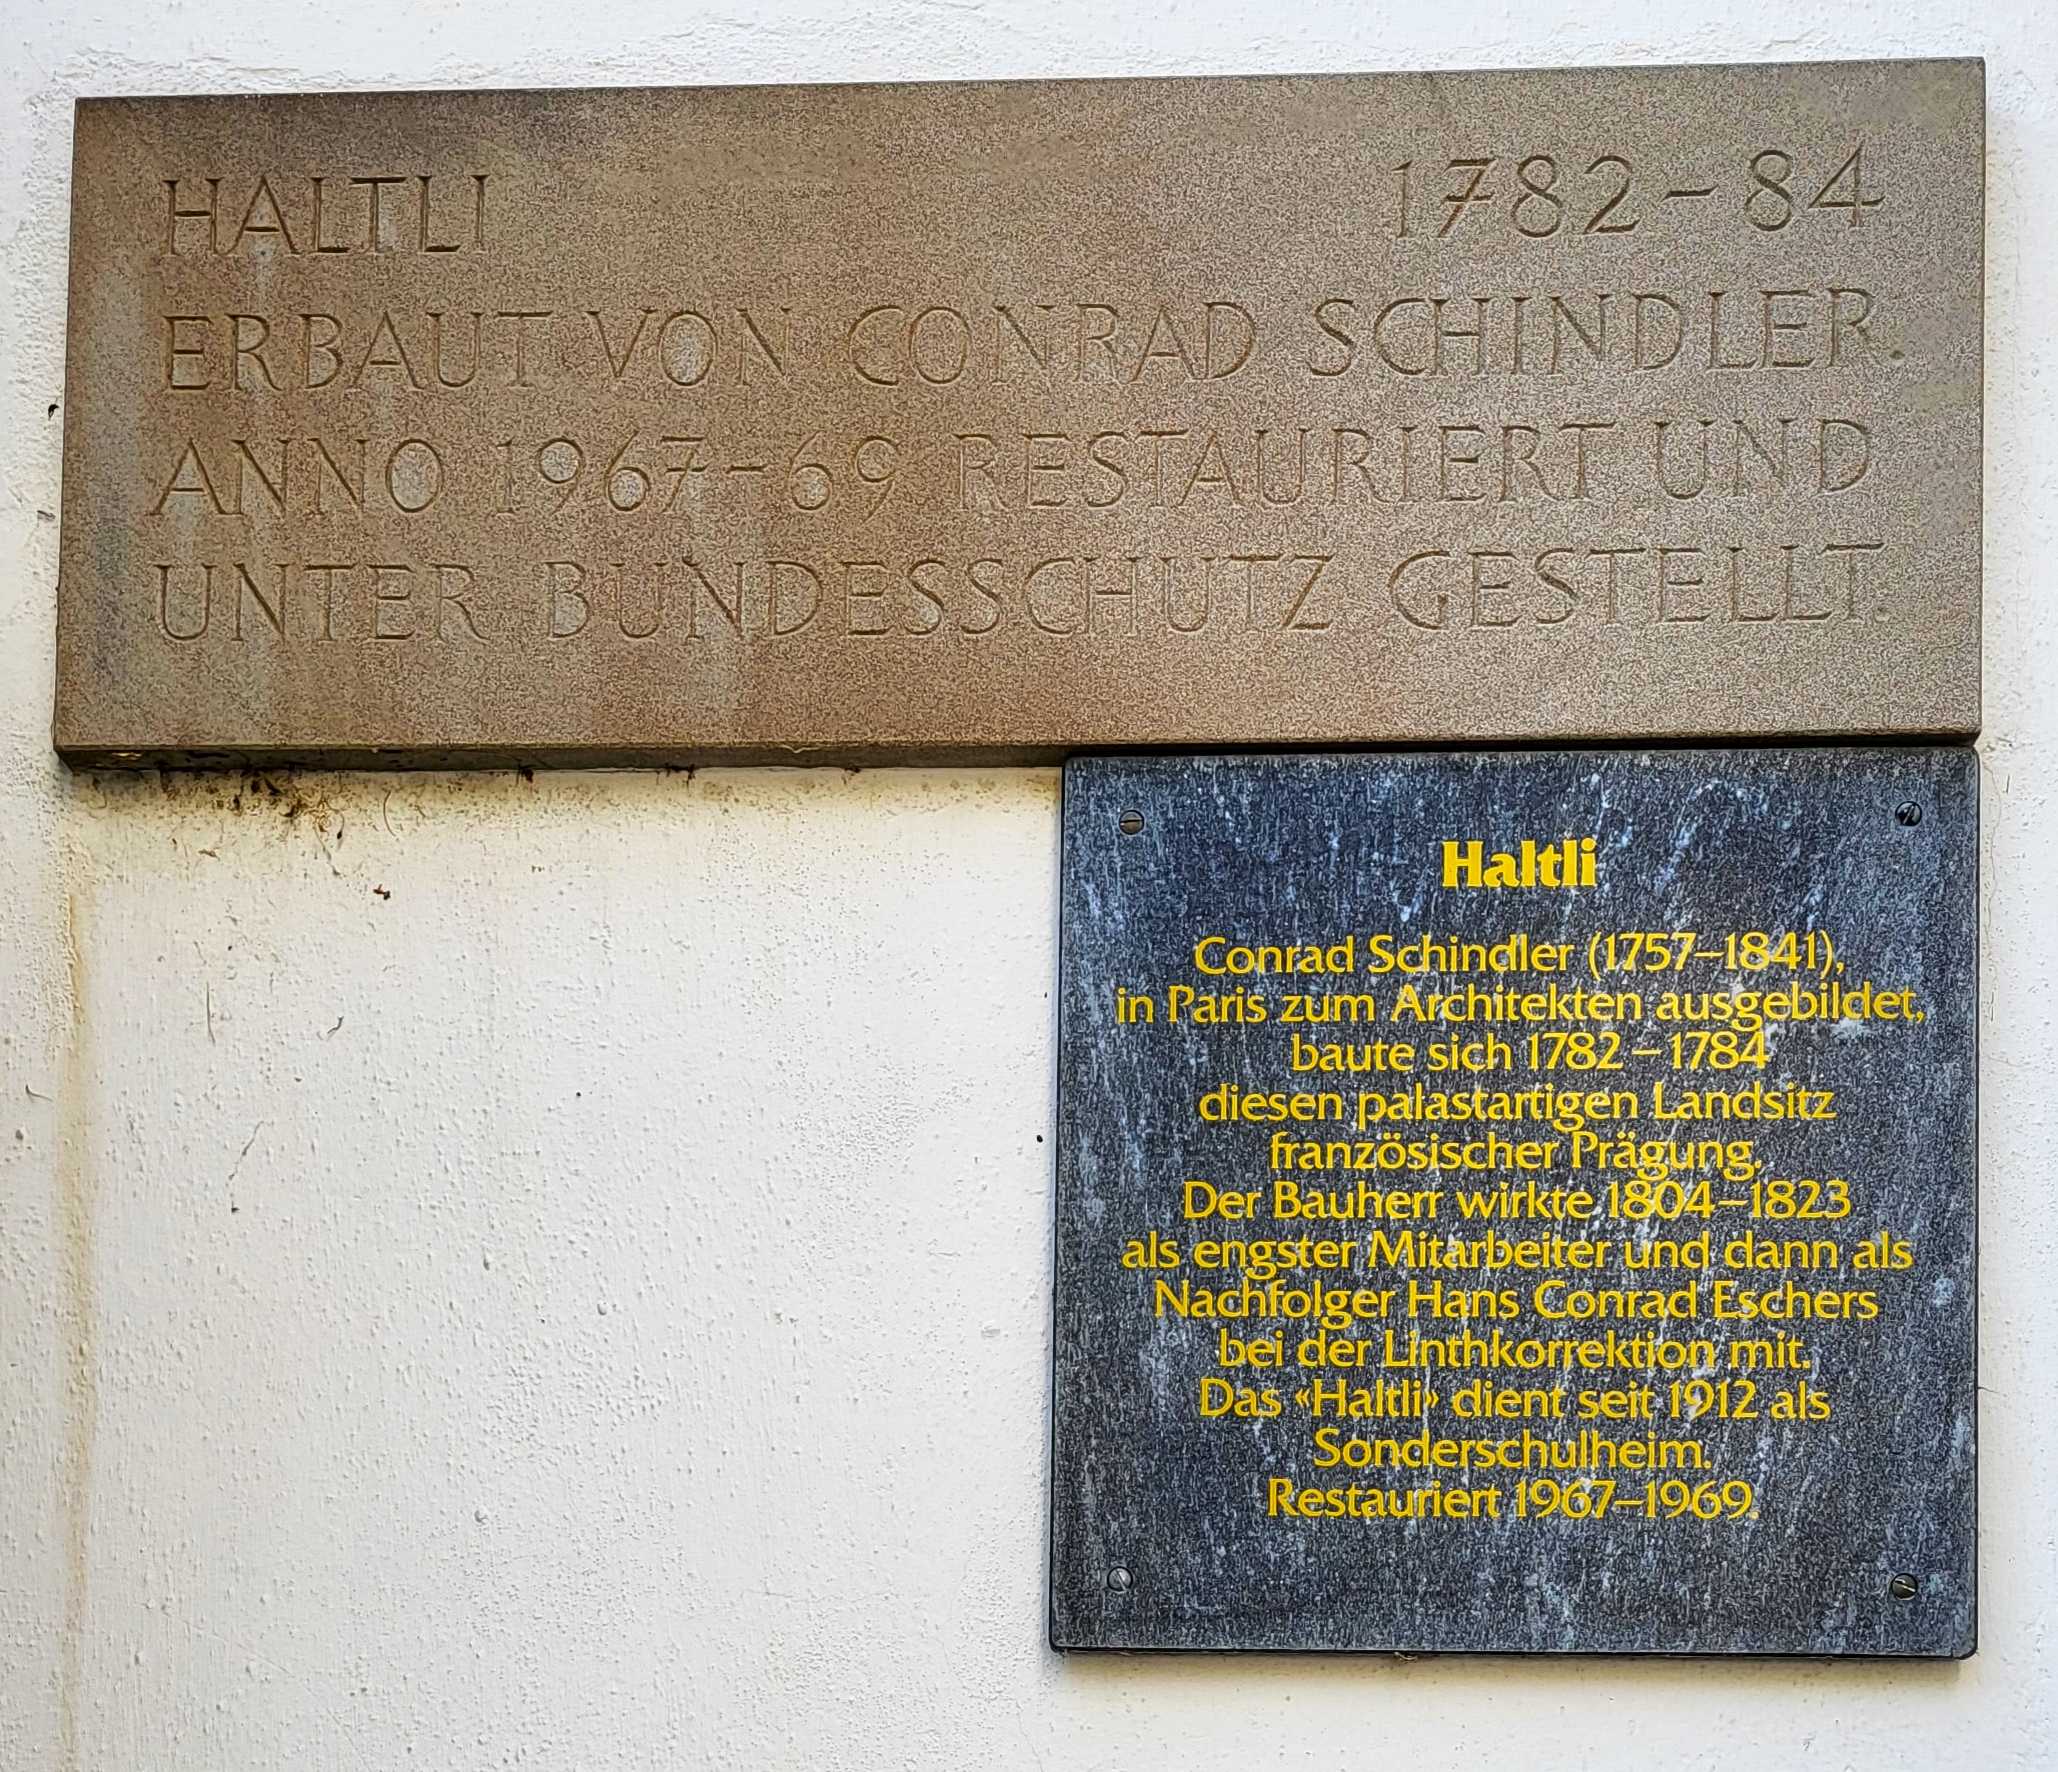 HALTLI 1782-84
ERBAUT VON CONRAD SCHINDLER.
ANNO 1967-69 RESTAURIERT UND
UNTER BUNDESSCHUTZ GESTELLT.
Haltli
Conrad Schindler (1757–1841),
in Paris zum Architekten ausgebildet,
baute sich 1782 – 1784
diesen palastartigen Landsitz
französischer Prägung.
Der Bauherr wirkte 1804–1823
als engster Mitarbeiter und dann als
Nachfolger Hans Conrad Eschers
bei der Linthkorrektion mit.
Das «Haltli» dient seit 1912 als
Sonderschulheim.
Restauriert 1967–1969.